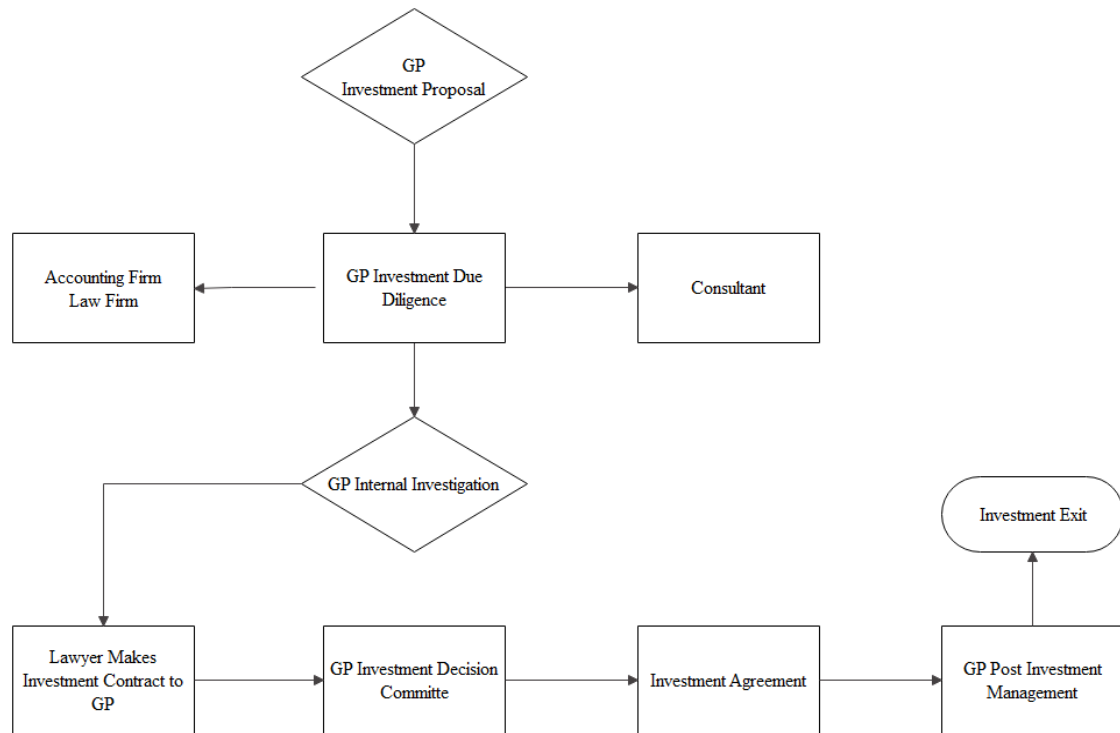 GP
Investment Proposal
Accounting Firm
Law Firm
GP Investment Due
Diligence
Consultant
GP Internal Investigation
Investment Exit
Lawyer Makes
Investment Contract to
GP
GP Investment Decision
Committe
Investment Agreement
GP Post Investment
Management